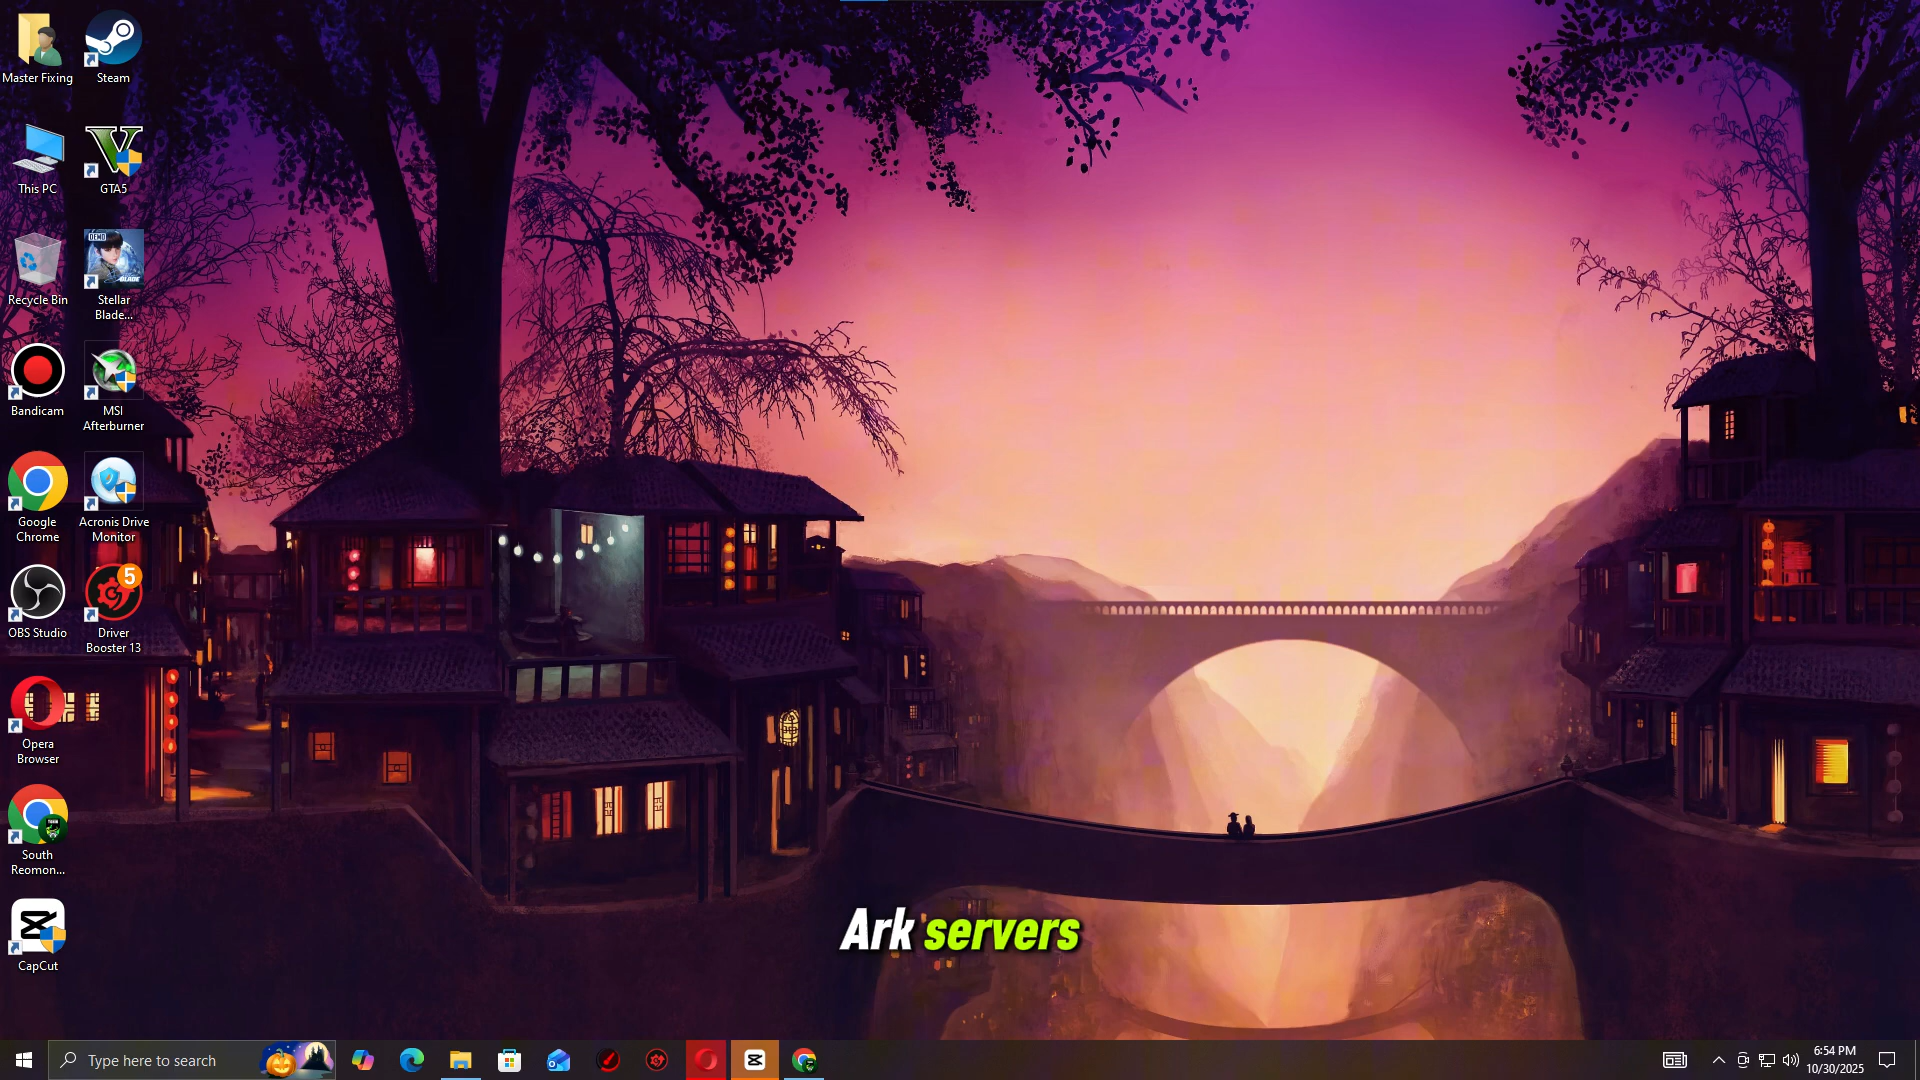 Master Fixing
Steam
This PC
GTA5
Recycle Bin
DEMO
BLADE
Stellar
Blade...
Bandicam
MSI
Afterburner
Google
Chrome
Acronis Drive
Monitor
OBS Studio
5
Driver
Booster 13
Opera
Browser
South
Reomon...
CapCut
Ark servers
Type here to search
6:54 PM
10/30/2025